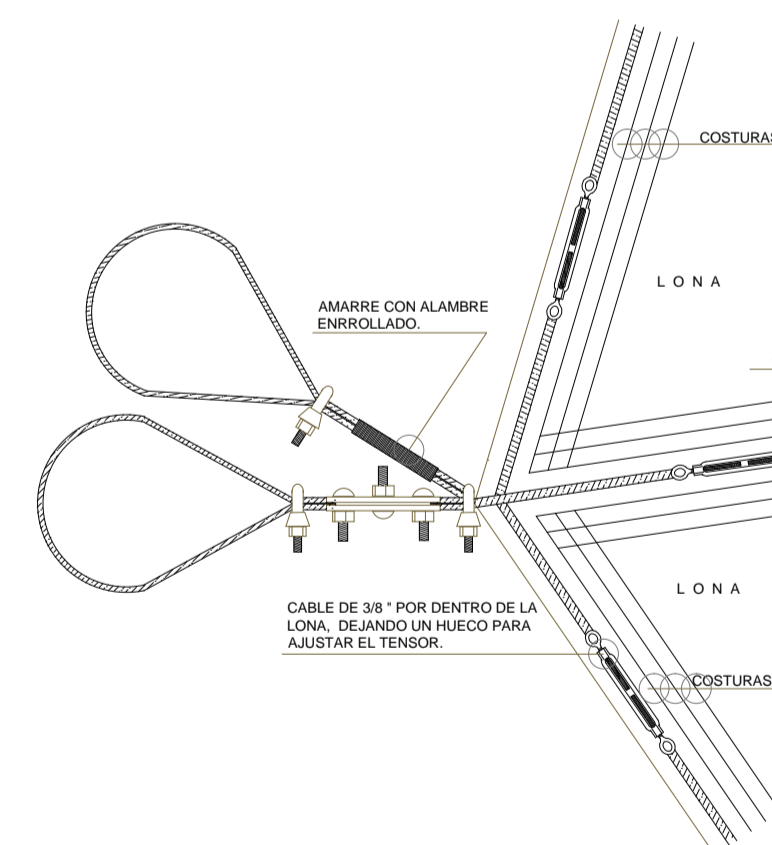 COSTURAS
L O N A
AMARRE CON ALAMBRE
ENRROLLADO.
CABLE DE 3/8 " POR DENTRO DE LA
LONA,  DEJANDO UN HUECO PARA
AJUSTAR EL TENSOR.
L O N A
COSTURAS